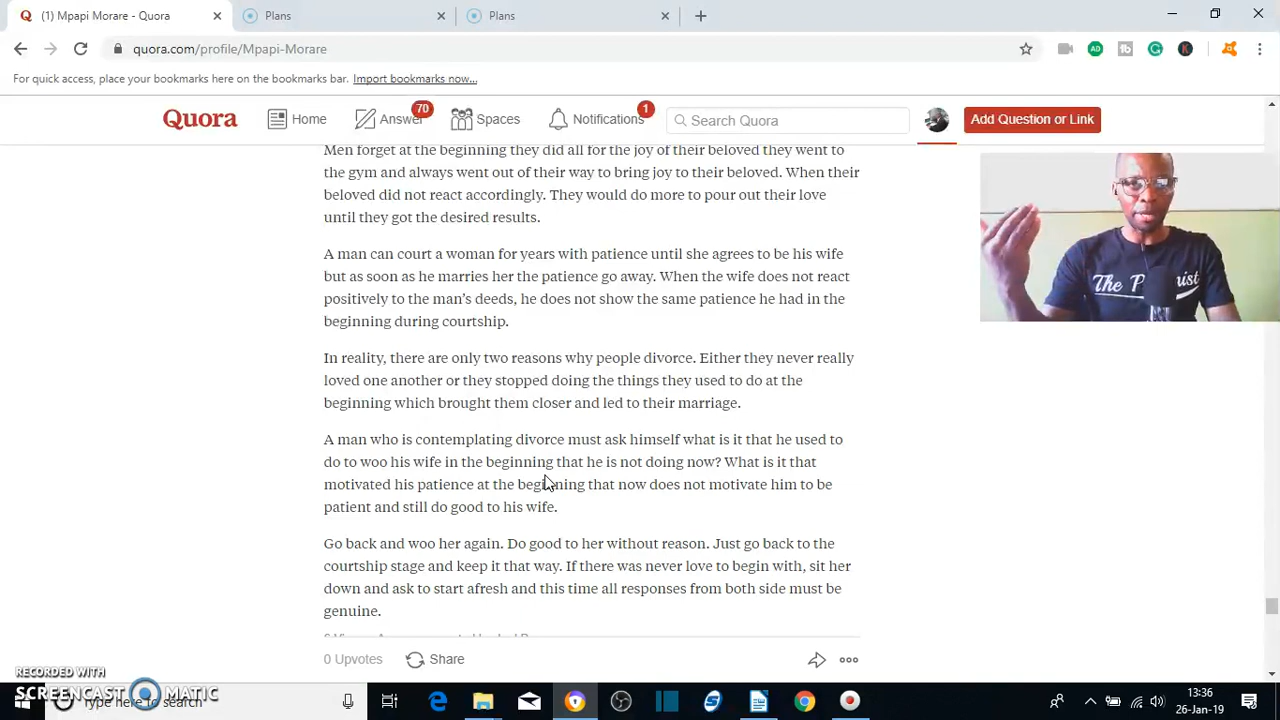 (1) Mpapi Morare - Quora
Plans
Plans
quora.com/profile/Mpapi-Morare
For quick access, place your bookmarks here on the bookmarks bar. Import bookmarks now...
Quora
Home
Answer
70
Spaces
Notifications
1
Search Quora
Add Question or Link
Men forget at the beginning they did all for the joy of their beloved they went to
the gym and always went out of their way to bring joy to their beloved. When their
beloved did not react accordingly. They would do more to pour out their love
until they got the desired results.
A man can court a woman for years with patience until she agrees to be his wife
but as soon as he marries her the patience go away. When the wife does not react
positively to the man’s deeds, he does not show the same patience he had in the
beginning during courtship.
In reality, there are only two reasons why people divorce. Either they never really
loved one another or they stopped doing the things they used to do at the
beginning which brought them closer and led to their marriage.
A man who is contemplating divorce must ask himself what is it that he used to
do to woo his wife in the beginning that he is not doing now? What is it that
motivated his patience at the beginning that now does not motivate him to be
patient and still do good to his wife.
Go back and woo her again. Do good to her without reason. Just go back to the
courtship stage and keep it that way. If there was never love to begin with, sit her
down and ask to start afresh and this time all responses from both side must be
genuine.
0 Upvotes
Share
The P
RECORDED WITH
SCREENCAST MATIC
Type here to search
13:36
26-Jan-19